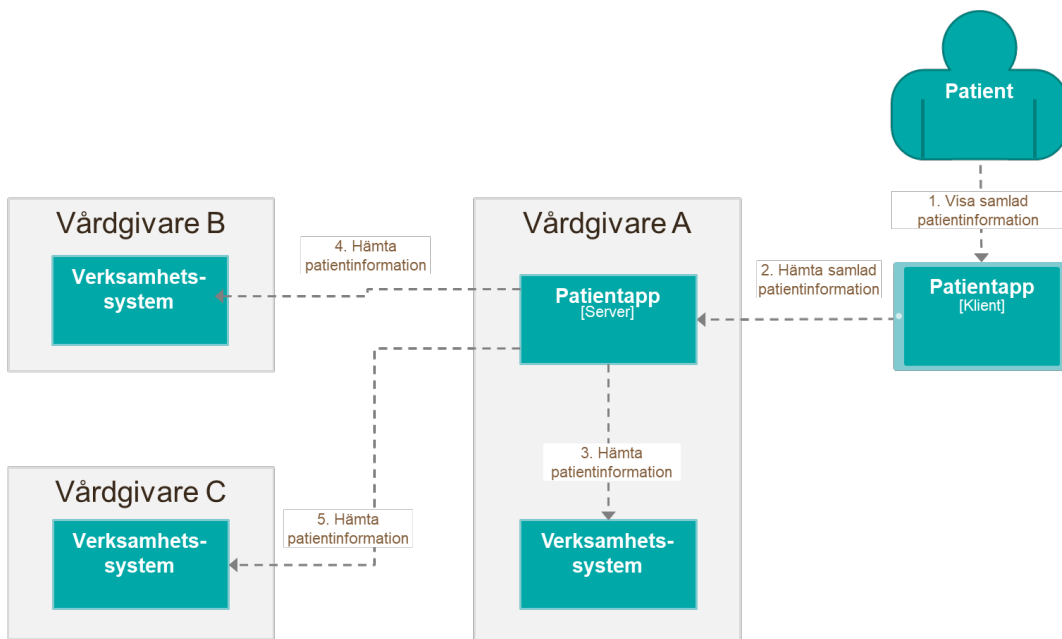 Patient
1. Visa samlad
patientinformation
Vårdgivare B
Verksamhets-
system
4. Hämta
patientinformation
Vårdgivare A
Patientapp
[Server]
2. Hämta samlad
patientinformation
Patientapp
[Klient]
3. Hämta
patientinformation
Vårdgivare C
Verksamhets-
system
5. Hämta
patientinformation
Verksamhets-
system